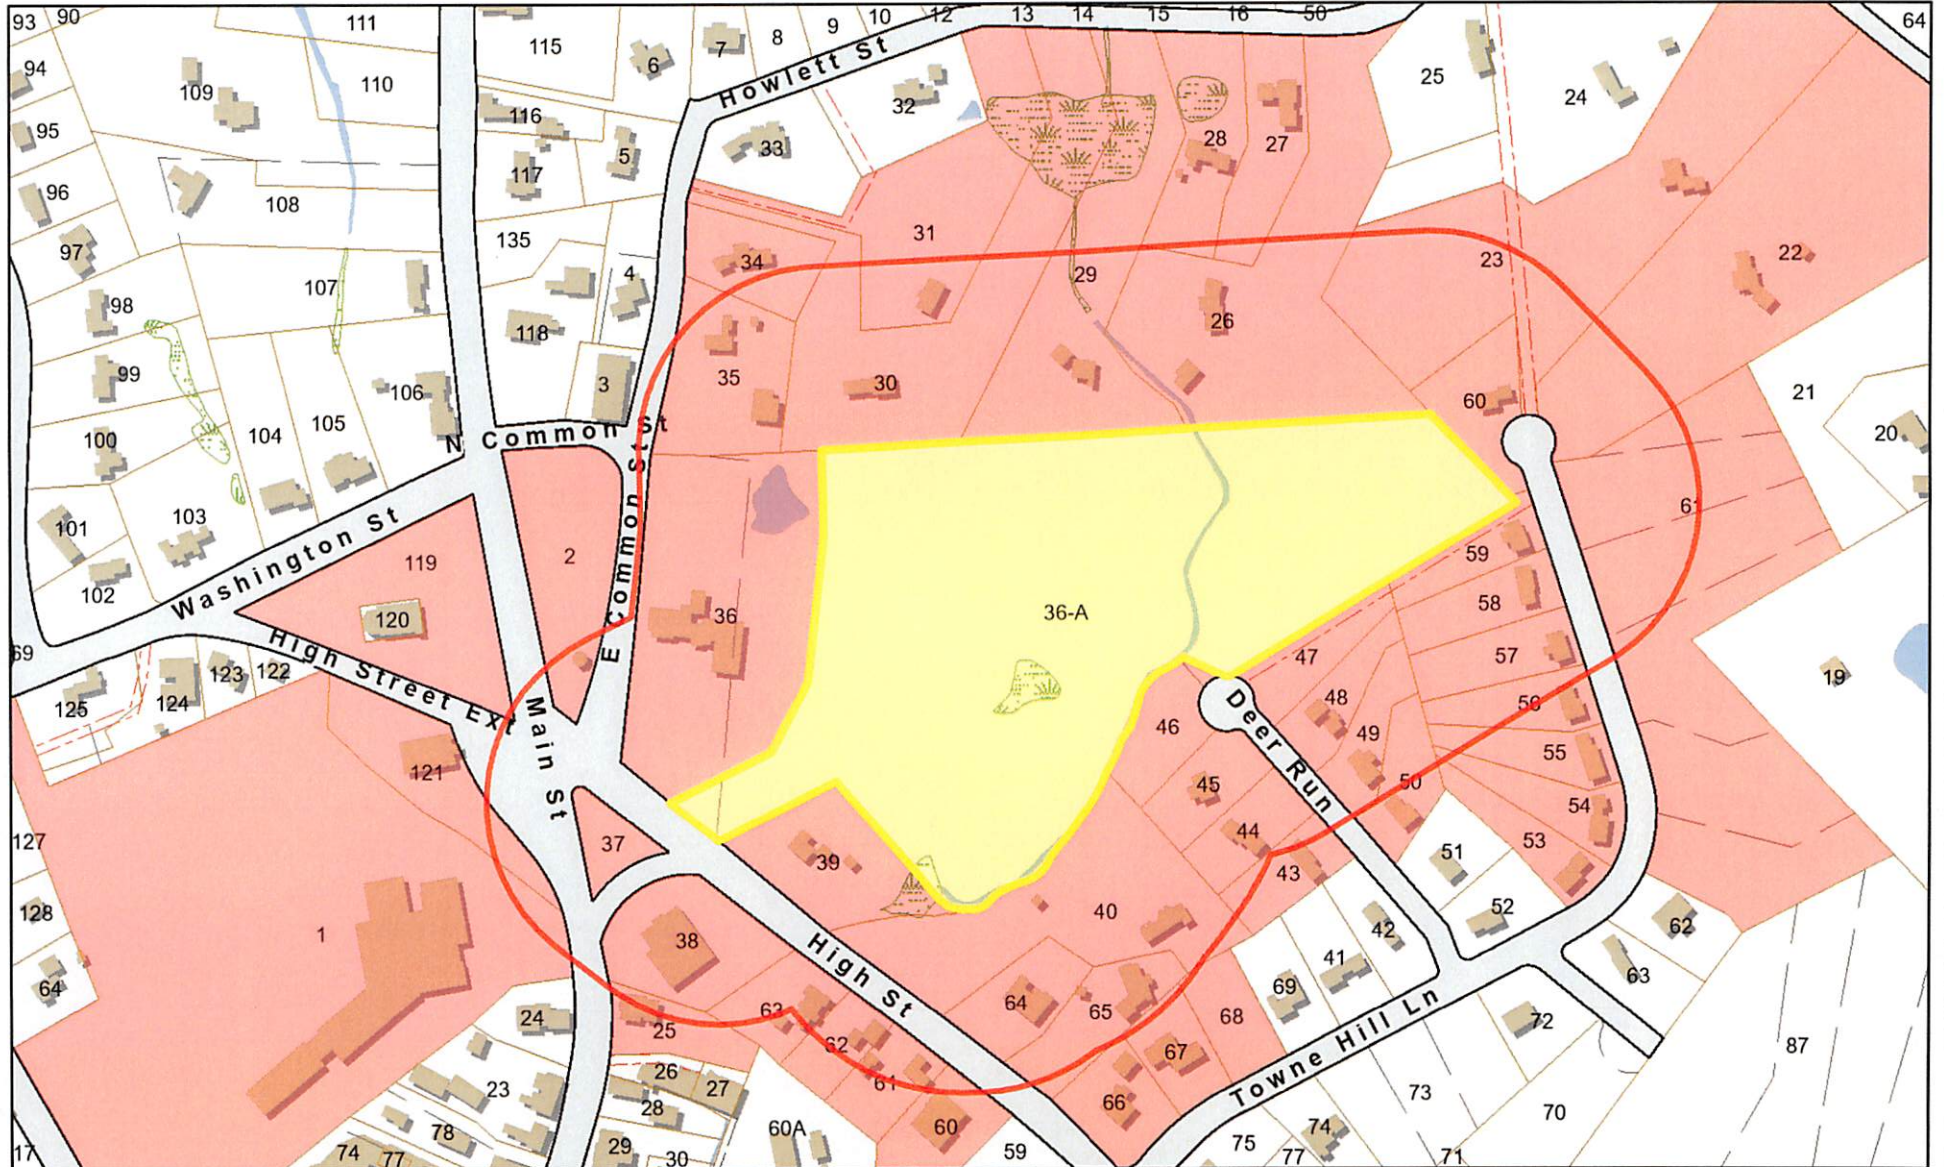 93 90 111 115 7 8 9 10 12 13 14 15 16 50 64
94 109 110 6 Howlett St 32 25 24
95 116 5 33 28 27
96 117
97 108 135 4 34 31 29 23 22
98 107 118 26
99 106 3 35 30 60 21
100 104 105 N Common St 20
101 103 Washington St 119 2 E Common St 61
102 120 36 36-A 59
58
69 125 124 123 122 High Street Ext Main St 47 57 19
121 46 Deer Run 48 49 56
45 50 55
127 37 39 44 43 51 53 54
128 1 38 High St 40 42 52 62
64 24 25 63 64 65 41 69 68 63
23 26 27 62 61 67 Towne Hill Ln 72 87
78 28 60 66 73 70
17 74 77 29 30 60A 59 75 74 77 71